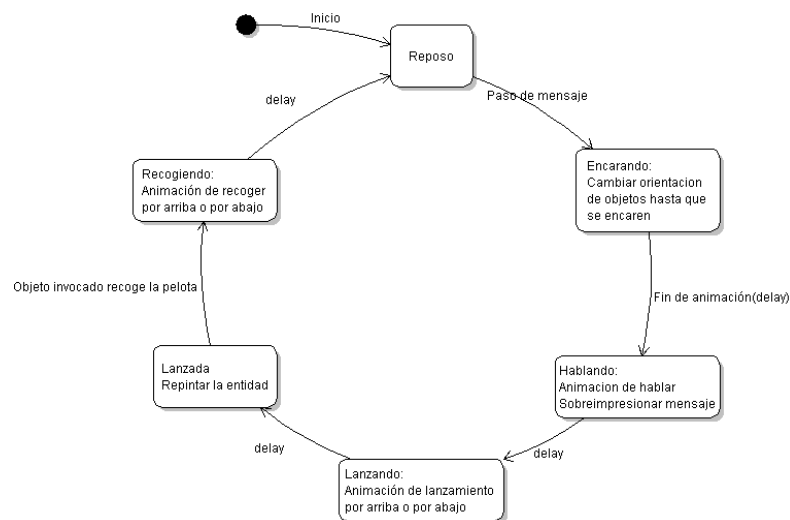 Inicio
Reposo
Paso de mensaje
Encarando:
Cambiar orientacion
de objetos hasta que
se encaren
Fin de animación(delay)
Hablando:
Animacion de hablar
Sobreimpresionar mensaje
delay
Lanzando:
Animación de lanzamiento
por arriba o por abajo
delay
Lanzada
Repintar la entidad
Objeto invocado recoge la pelota
Recogiendo:
Animación de recoger
por arriba o por abajo
delay